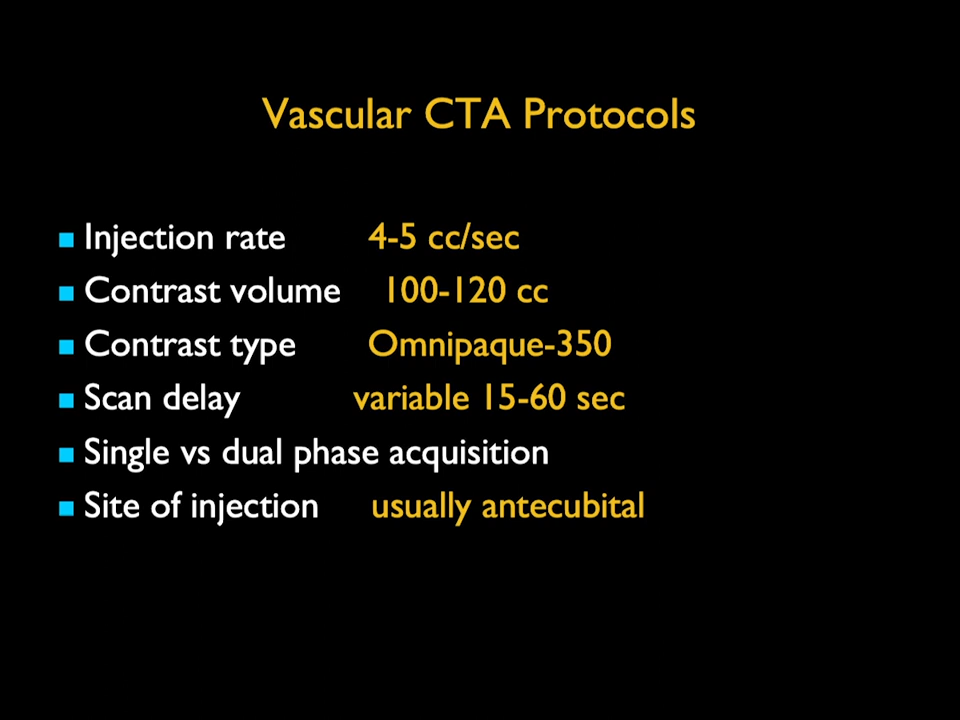 Vascular CTA Protocols
Injection rate 4-5 cc/sec
Contrast volume 100-120 cc
Contrast type Omnipaque-350
Scan delay variable 15-60 sec
Single vs dual phase acquisition
Site of injection usually antecubital